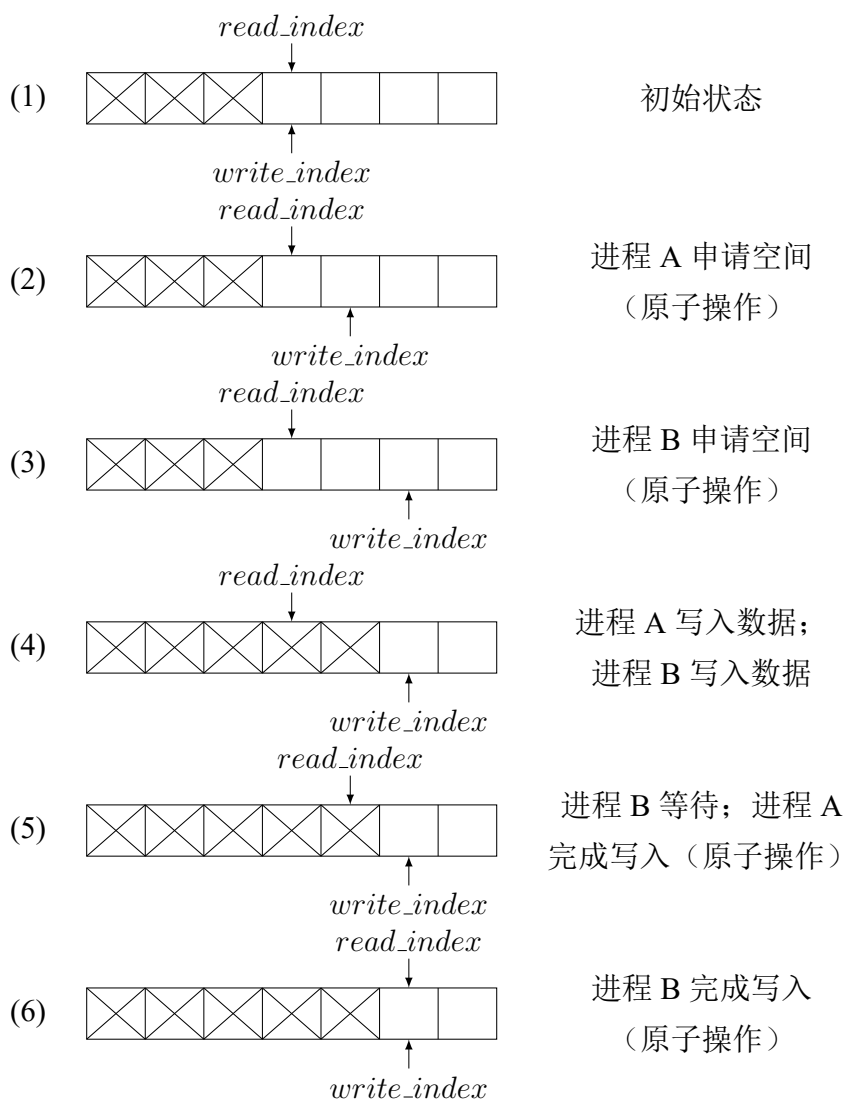 read_index
(1)
初始状态
write_index
read_index
(2)
进程 A 申请空间
（原子操作）
write_index
read_index
(3)
进程 B 申请空间
（原子操作）
write_index
read_index
(4)
进程 A 写入数据；
进程 B 写入数据
write_index
read_index
(5)
进程 B 等待；进程 A
完成写入（原子操作）
write_index
read_index
(6)
进程 B 完成写入
（原子操作）
write_index